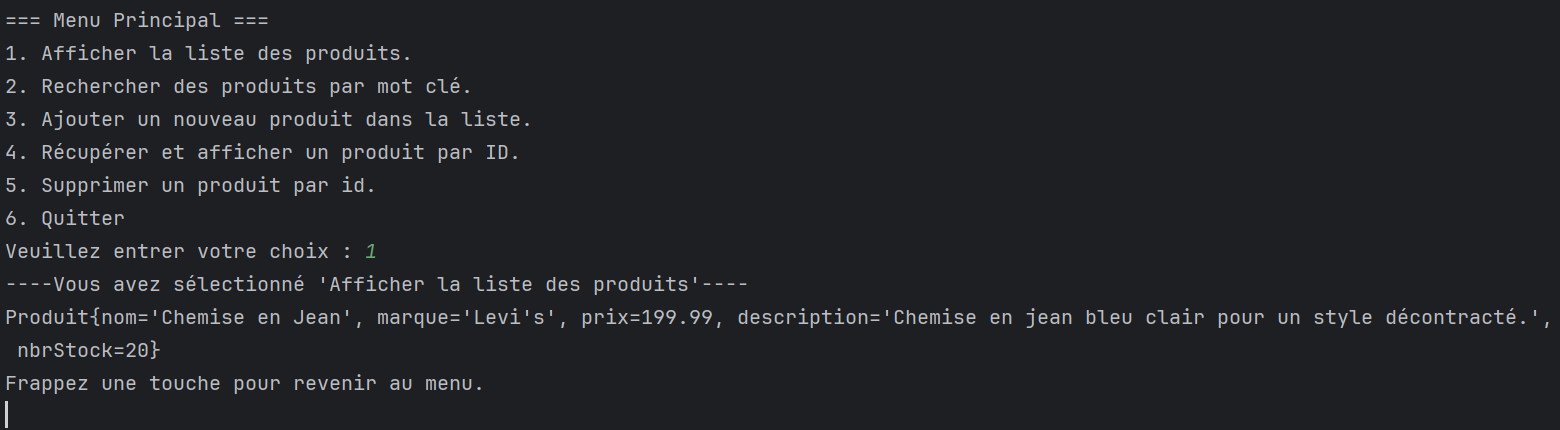 === Menu Principal ===
1. Afficher la liste des produits.
2. Rechercher des produits par mot clé.
3. Ajouter un nouveau produit dans la liste.
4. Récupérer et afficher un produit par ID.
5. Supprimer un produit par id.
6. Quitter
Veuillez entrer votre choix : 1
----Vous avez sélectionné 'Afficher la liste des produits'----
Produit{nom='Chemise en Jean', marque='Levi's', prix=199.99, description='Chemise en jean bleu clair pour un style décontracté.',
 nbrStock=20}
Frappez une touche pour revenir au menu.